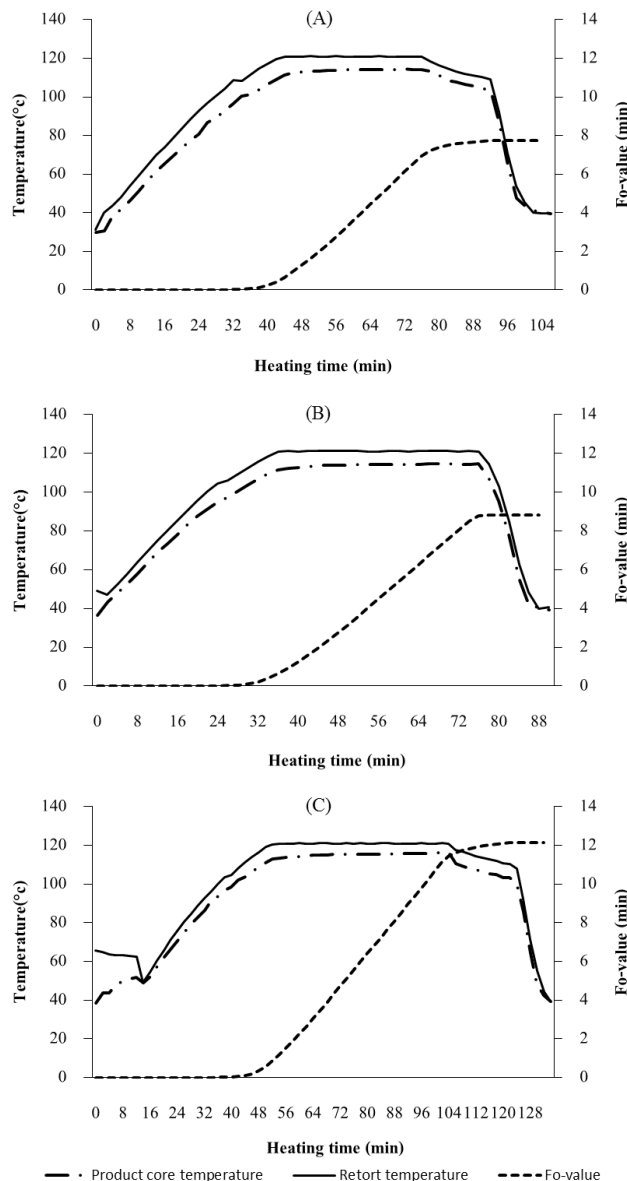 (A)
140 14
120 12
100 10
80 8
60 6
40 4
20 2
0 0
Temperature(°c)
Fo-value (min)
0 8 16 24 32 40 48 56 64 72 80 88 96 104
Heating time (min)
(B)
140 14
120 12
100 10
80 8
60 6
40 4
20 2
0 0
Temperature(°c)
Fo-value (min)
0 8 16 24 32 40 48 56 64 72 80 88
Heating time (min)
(C)
140 14
120 12
100 10
80 8
60 6
40 4
20 2
0 0
Temperature(°c)
Fo-value (min)
0 8 16 24 32 40 48 56 64 72 80 88 96 104 112 120 128
Heating time (min)
Product core temperature Retort temperature Fo-value